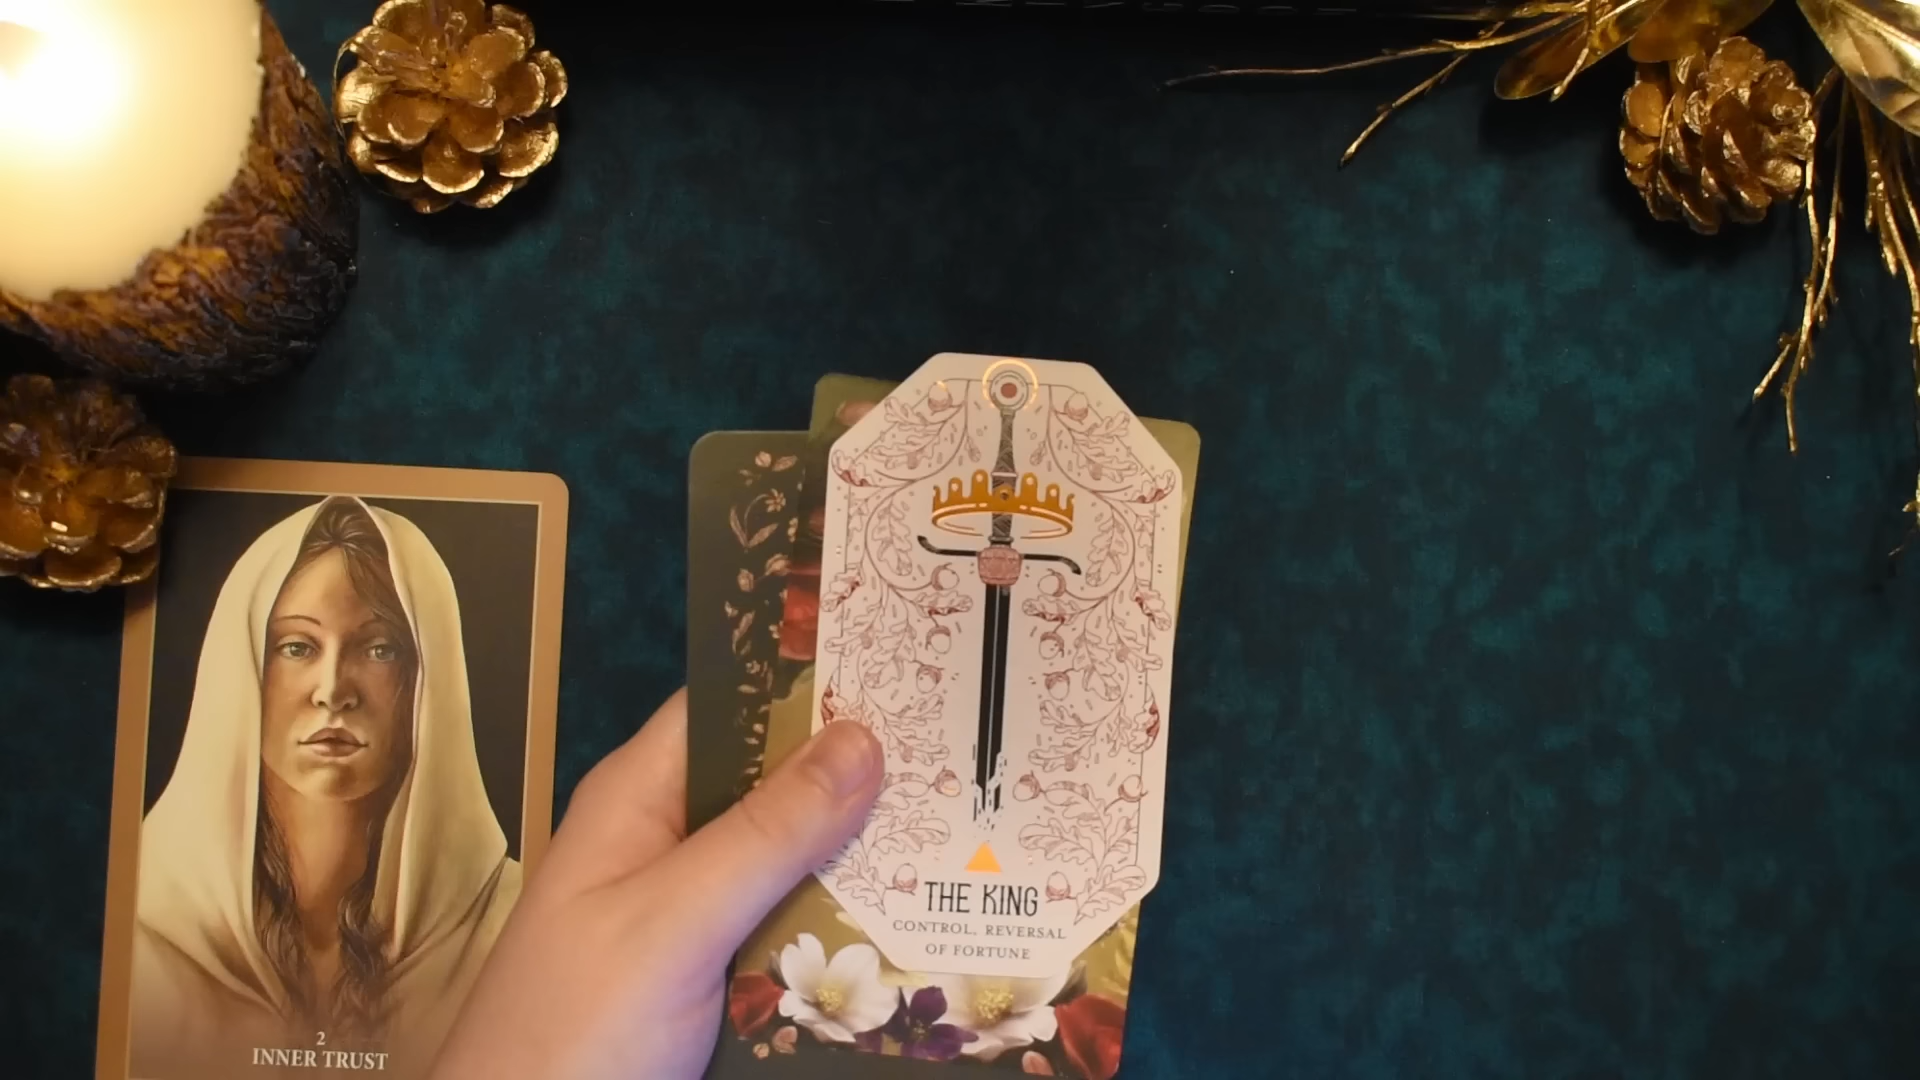 2
INNER TRUST
THE KING
CONTROL, REVERSAL
OF FORTUNE